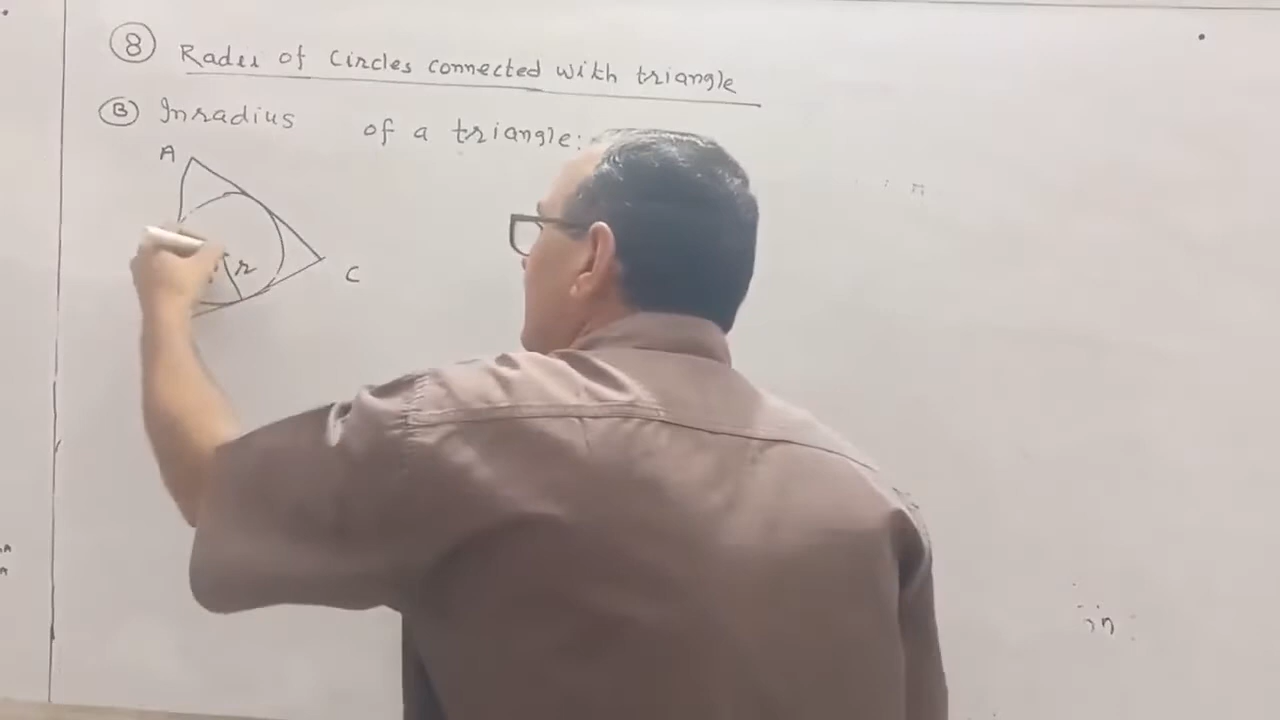 8 Radii of Circles connected with triangle
B Inradius of a triangle:
A
r
C